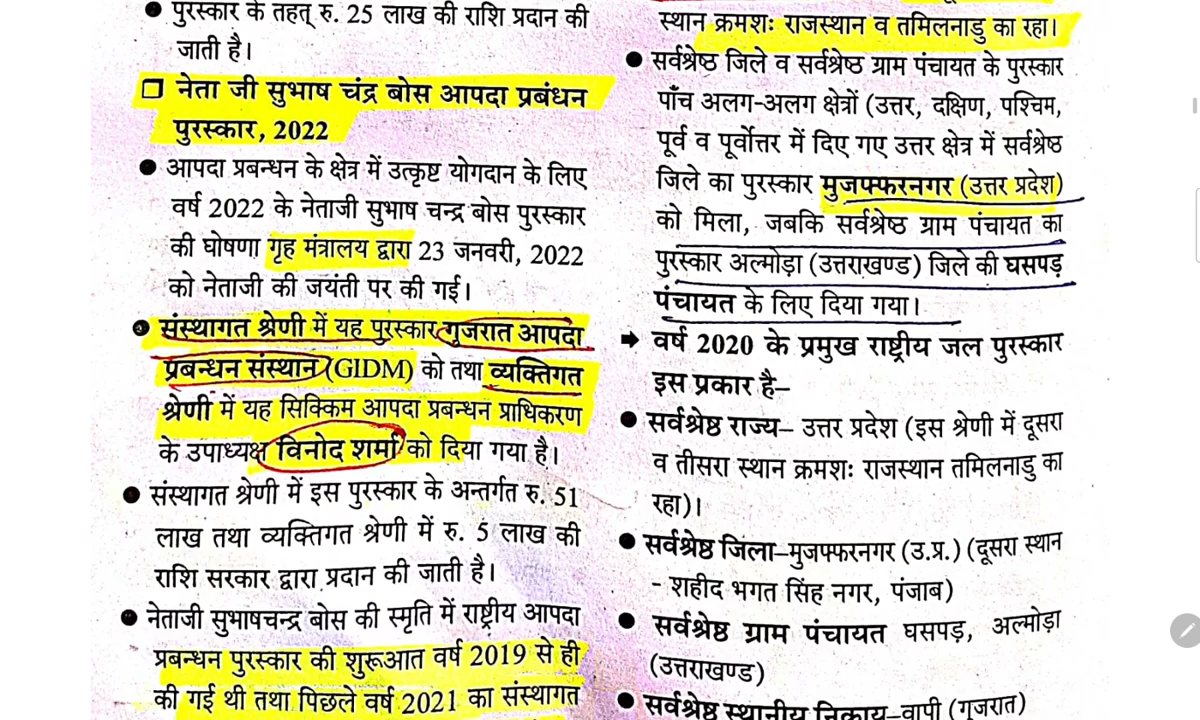 पुरस्कार के तहत् रु. 25 लाख की राशि प्रदान की
जाती है।
❑ नेता जी सुभाष चंद्र बोस आपदा प्रबंधन
पुरस्कार, 2022
● आपदा प्रबन्धन के क्षेत्र में उत्कृष्ट योगदान के लिए
वर्ष 2022 के नेताजी सुभाष चन्द्र बोस पुरस्कार
की घोषणा गृह मंत्रालय द्वारा 23 जनवरी, 2022
को नेताजी की जयंती पर की गई।
● संस्थागत श्रेणी में यह पुरस्कार गुजरात आपदा
प्रबन्धन संस्थान (GIDM) को तथा व्यक्तिगत
श्रेणी में यह सिक्किम आपदा प्रबन्धन प्राधिकरण
के उपाध्यक्ष विनोद शर्मा को दिया गया है।
● संस्थागत श्रेणी में इस पुरस्कार के अन्तर्गत रु. 51
लाख तथा व्यक्तिगत श्रेणी में रु. 5 लाख की
राशि सरकार द्वारा प्रदान की जाती है।
● नेताजी सुभाषचन्द्र बोस की स्मृति में राष्ट्रीय आपदा
प्रबन्धन पुरस्कार की शुरूआत वर्ष 2019 से ही
की गई थी तथा पिछले वर्ष 2021 का संस्थागत
स्थान क्रमशः राजस्थान व तमिलनाडु का रहा।
● सर्वश्रेष्ठ जिले व सर्वश्रेष्ठ ग्राम पंचायत के पुरस्कार
पाँच अलग-अलग क्षेत्रों (उत्तर, दक्षिण, पश्चिम,
पूर्व व पूर्वोत्तर में दिए गए उत्तर क्षेत्र में सर्वश्रेष्ठ
जिले का पुरस्कार मुजफ्फरनगर (उत्तर प्रदेश)
को मिला, जबकि सर्वश्रेष्ठ ग्राम पंचायत का
पुरस्कार अल्मोड़ा (उत्तराखण्ड) जिले की घसपड़
पंचायत के लिए दिया गया।
➡ वर्ष 2020 के प्रमुख राष्ट्रीय जल पुरस्कार
इस प्रकार है–
● सर्वश्रेष्ठ राज्य– उत्तर प्रदेश (इस श्रेणी में दूसरा
व तीसरा स्थान क्रमशः राजस्थान तमिलनाडु का
रहा)।
● सर्वश्रेष्ठ जिला–मुजफ्फरनगर (उ.प्र.) (दूसरा स्थान
- शहीद भगत सिंह नगर, पंजाब)
● सर्वश्रेष्ठ ग्राम पंचायत घसपड़, अल्मोड़ा
(उत्तराखण्ड)
● सर्वश्रेष्ठ स्थानीय निकाय–वापी (गुजरात)